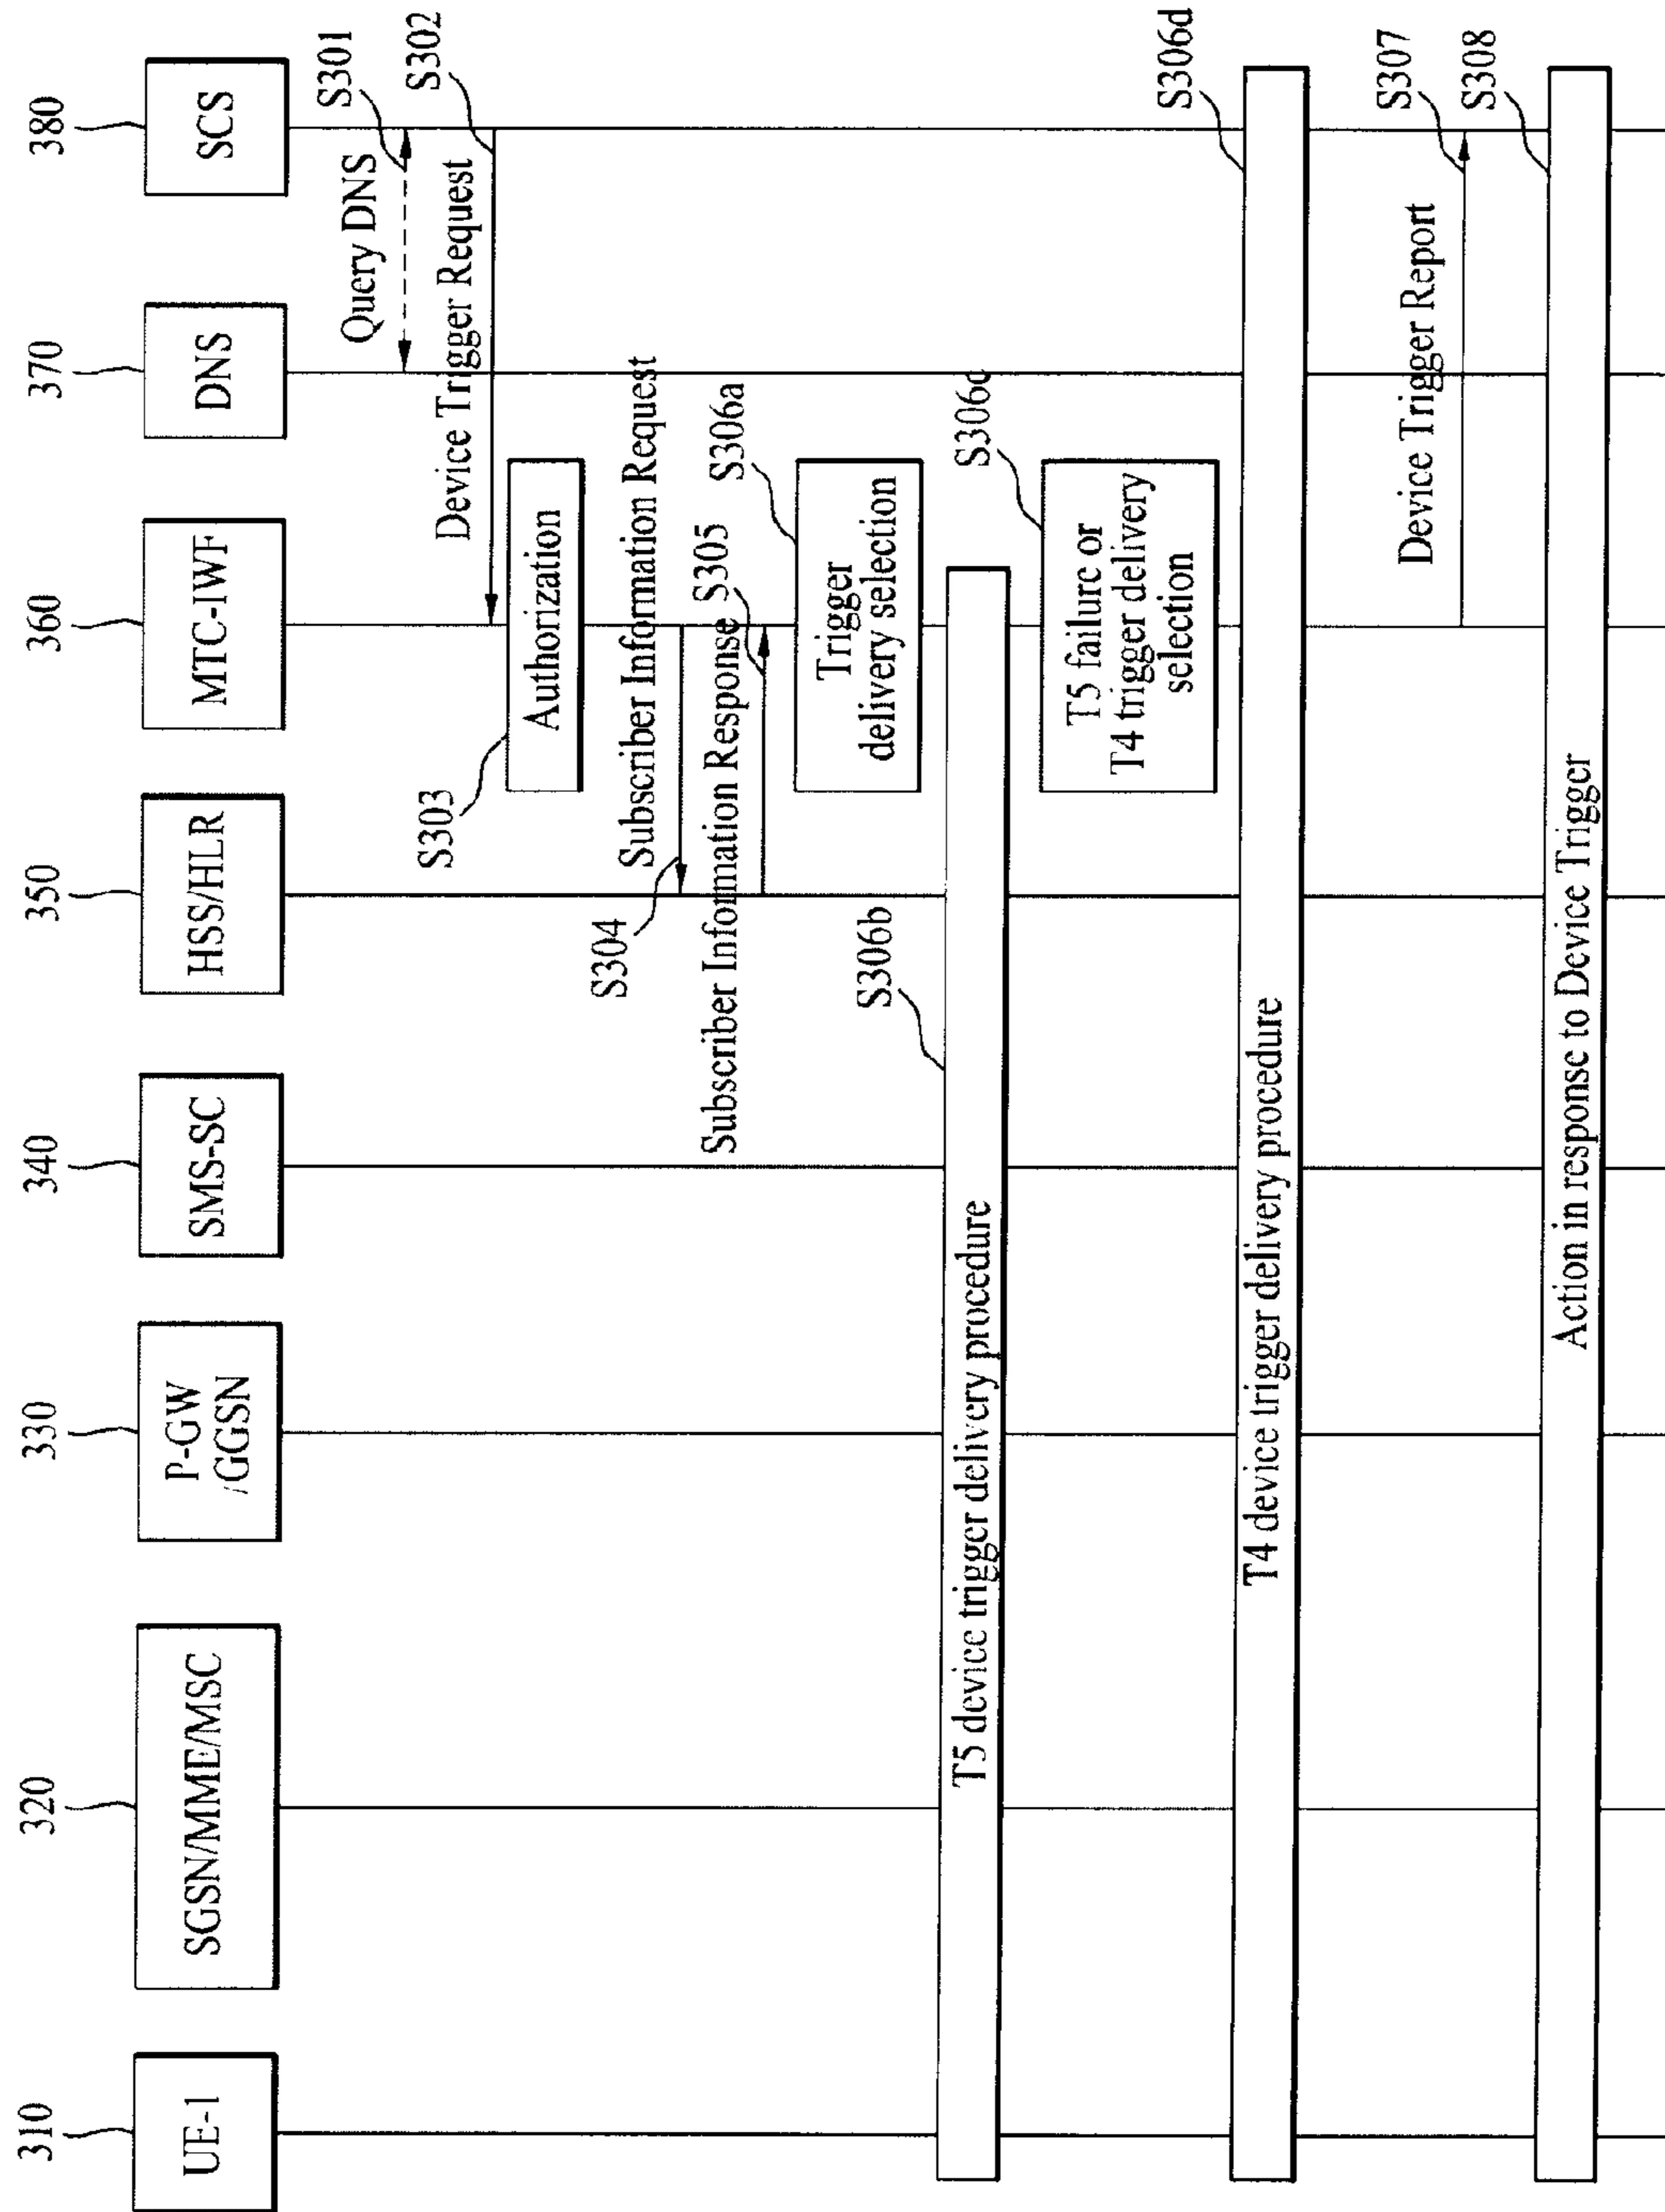 310
320
330
340
350
360
370
380
UE-1
SGSN/MME/MSC
P-GW
/GGSN
SMS-SC
HSS/HLR
MTC-IWF
DNS
SCS
S301
Query DNS
S302
Device Trigger Request
S303
Authorization
Subscriber Information Request
S304
Subscriber Information Response
S305
S306a
Trigger
delivery selection
S306b
T5 device trigger delivery procedure
S306c
T5 failure or
T4 trigger delivery
selection
S306d
T4 device trigger delivery procedure
Device Trigger Report
S307
S308
Action in response to Device Trigger